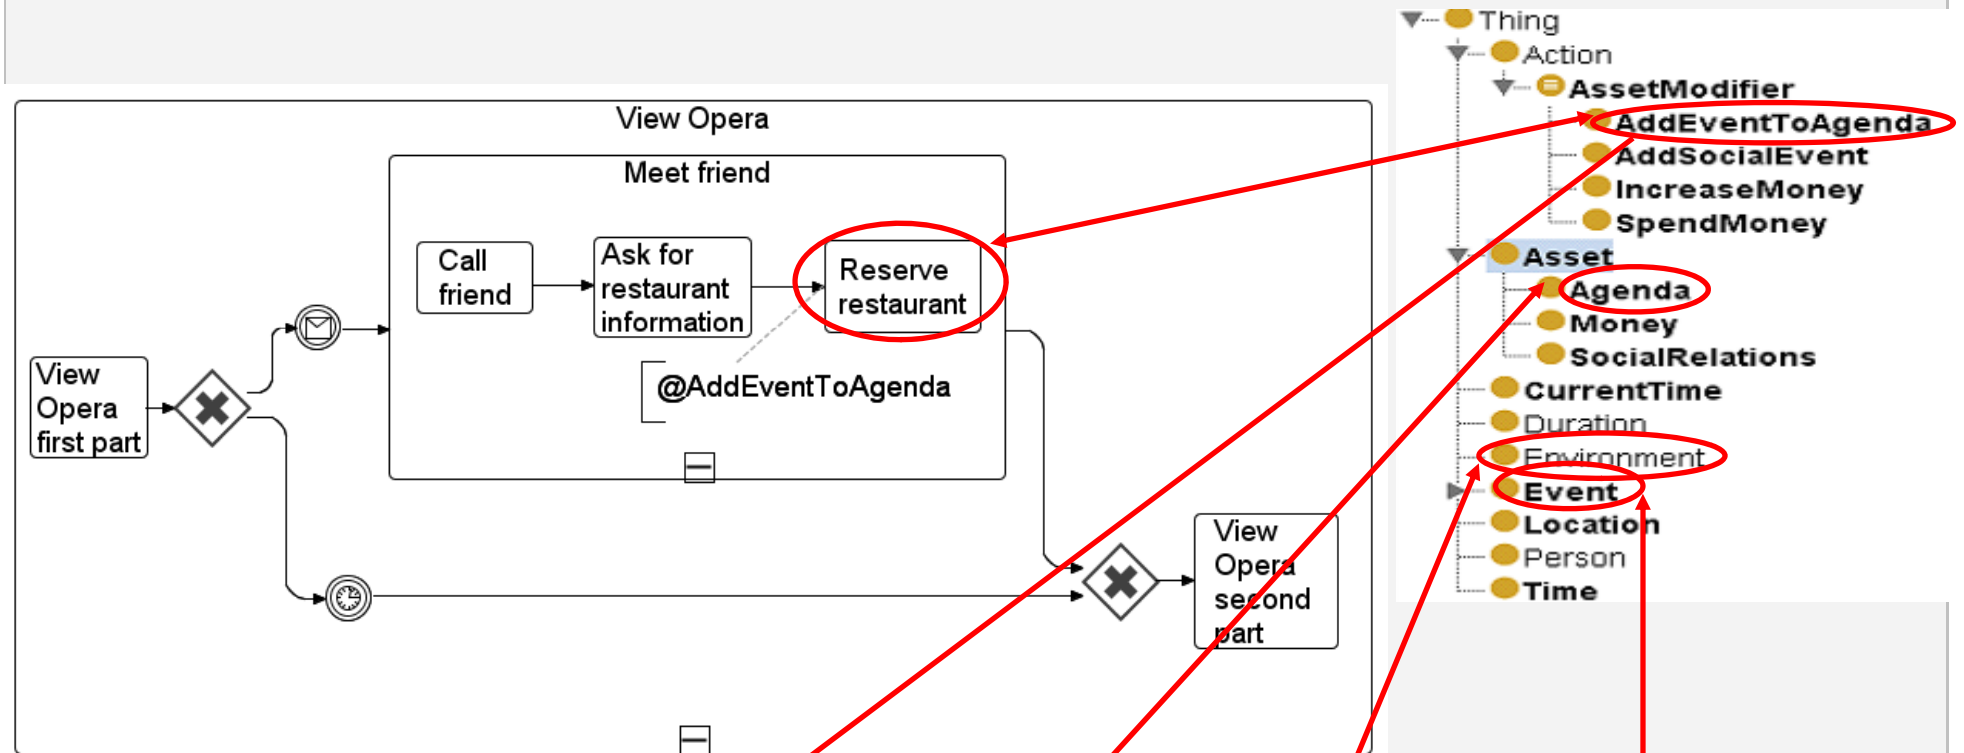 View Opera
Meet friend
Call
friend
Ask for
restaurant
information
Reserve
restaurant
@AddEventToAgenda
View
Opera
first part
View
Opera
second
part
Thing
Action
AssetModifier
AddEventToAgenda
AddSocialEvent
IncreaseMoney
SpendMoney
Asset
Agenda
Money
SocialRelations
CurrentTime
Duration
Environment
Event
Location
Person
Time